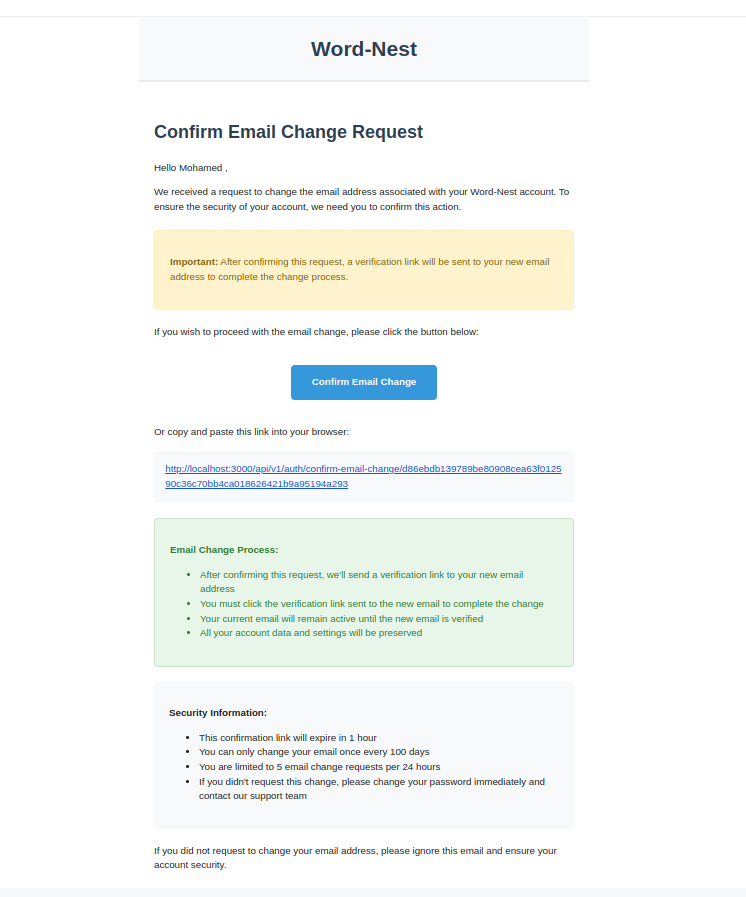 Word-Nest
Confirm Email Change Request
Hello Mohamed ,
We received a request to change the email address associated with your Word-Nest account. To
ensure the security of your account, we need you to confirm this action.
Important: After confirming this request, a verification link will be sent to your new email
address to complete the change process.
If you wish to proceed with the email change, please click the button below:
Confirm Email Change
Or copy and paste this link into your browser:
http://localhost:3000/api/v1/auth/confirm-email-change/d86ebdb139789be80908cea63f0125
90c36c70bb4ca018626421b9a95194a293
Email Change Process:
• After confirming this request, we'll send a verification link to your new email
address
• You must click the verification link sent to the new email to complete the change
• Your current email will remain active until the new email is verified
• All your account data and settings will be preserved
Security Information:
• This confirmation link will expire in 1 hour
• You can only change your email once every 100 days
• You are limited to 5 email change requests per 24 hours
• If you didn't request this change, please change your password immediately and
contact our support team
If you did not request to change your email address, please ignore this email and ensure your
account security.